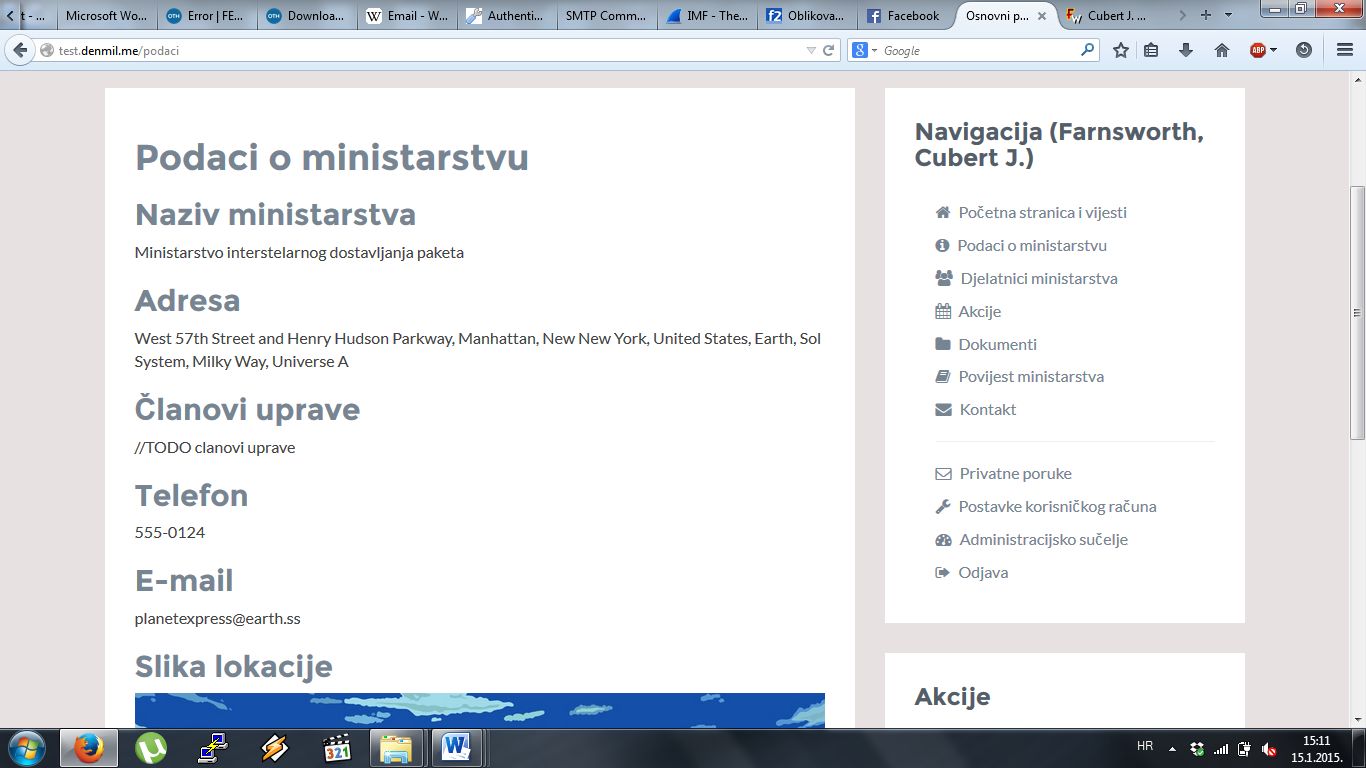 t - ...
Microsoft Wo...
Error | FE...
Downloa...
Email - W...
Authenti...
SMTP Comm...
IMF - The...
Oblikova...
Facebook
Osnovni p...
Cubert J. ...
test.denmil.me/podaci
Google
Podaci o ministarstvu
Naziv ministarstva
Ministarstvo interstelarnog dostavljanja paketa
Adresa
West 57th Street and Henry Hudson Parkway, Manhattan, New New York, United States, Earth, Sol
System, Milky Way, Universe A
Članovi uprave
//TODO clanovi uprave
Telefon
555-0124
E-mail
planetexpress@earth.ss
Slika lokacije
Navigacija (Farnsworth,
Cubert J.)
Početna stranica i vijesti
Podaci o ministarstvu
Djelatnici ministarstva
Akcije
Dokumenti
Povijest ministarstva
Kontakt
Privatne poruke
Postavke korisničkog računa
Administracijsko sučelje
Odjava
Akcije
HR
15:11
15.1.2015.